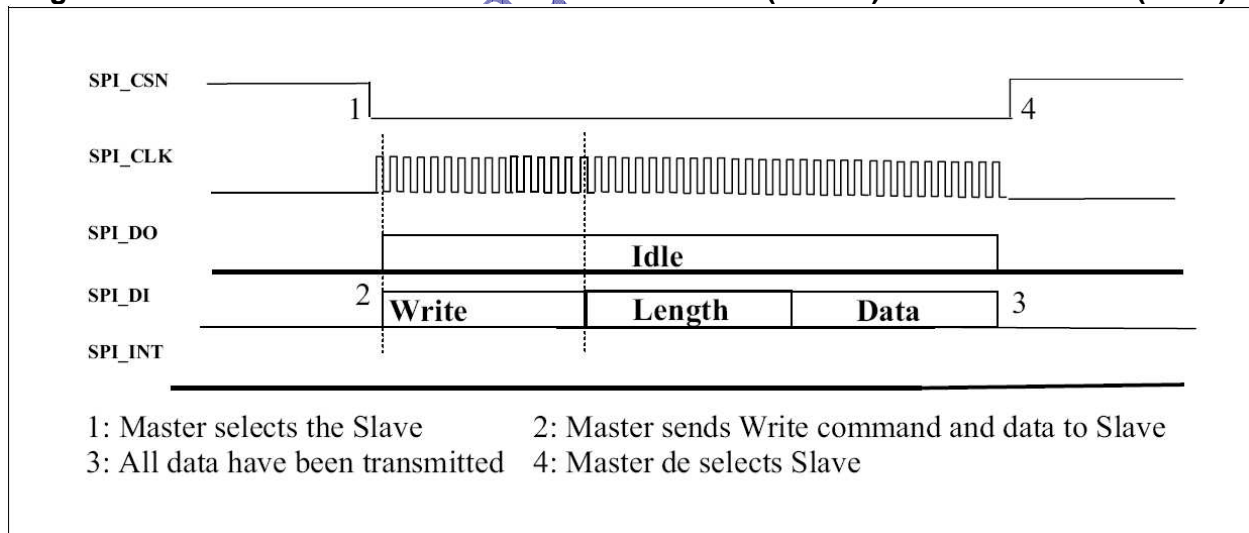 SPI_CSN
1
4
SPI_CLK
SPI_DO
Idle
SPI_DI
2
Write
Length
Data
3
SPI_INT
1: Master selects the Slave 2: Master sends Write command and data to Slave
3: All data have been transmitted 4: Master de selects Slave